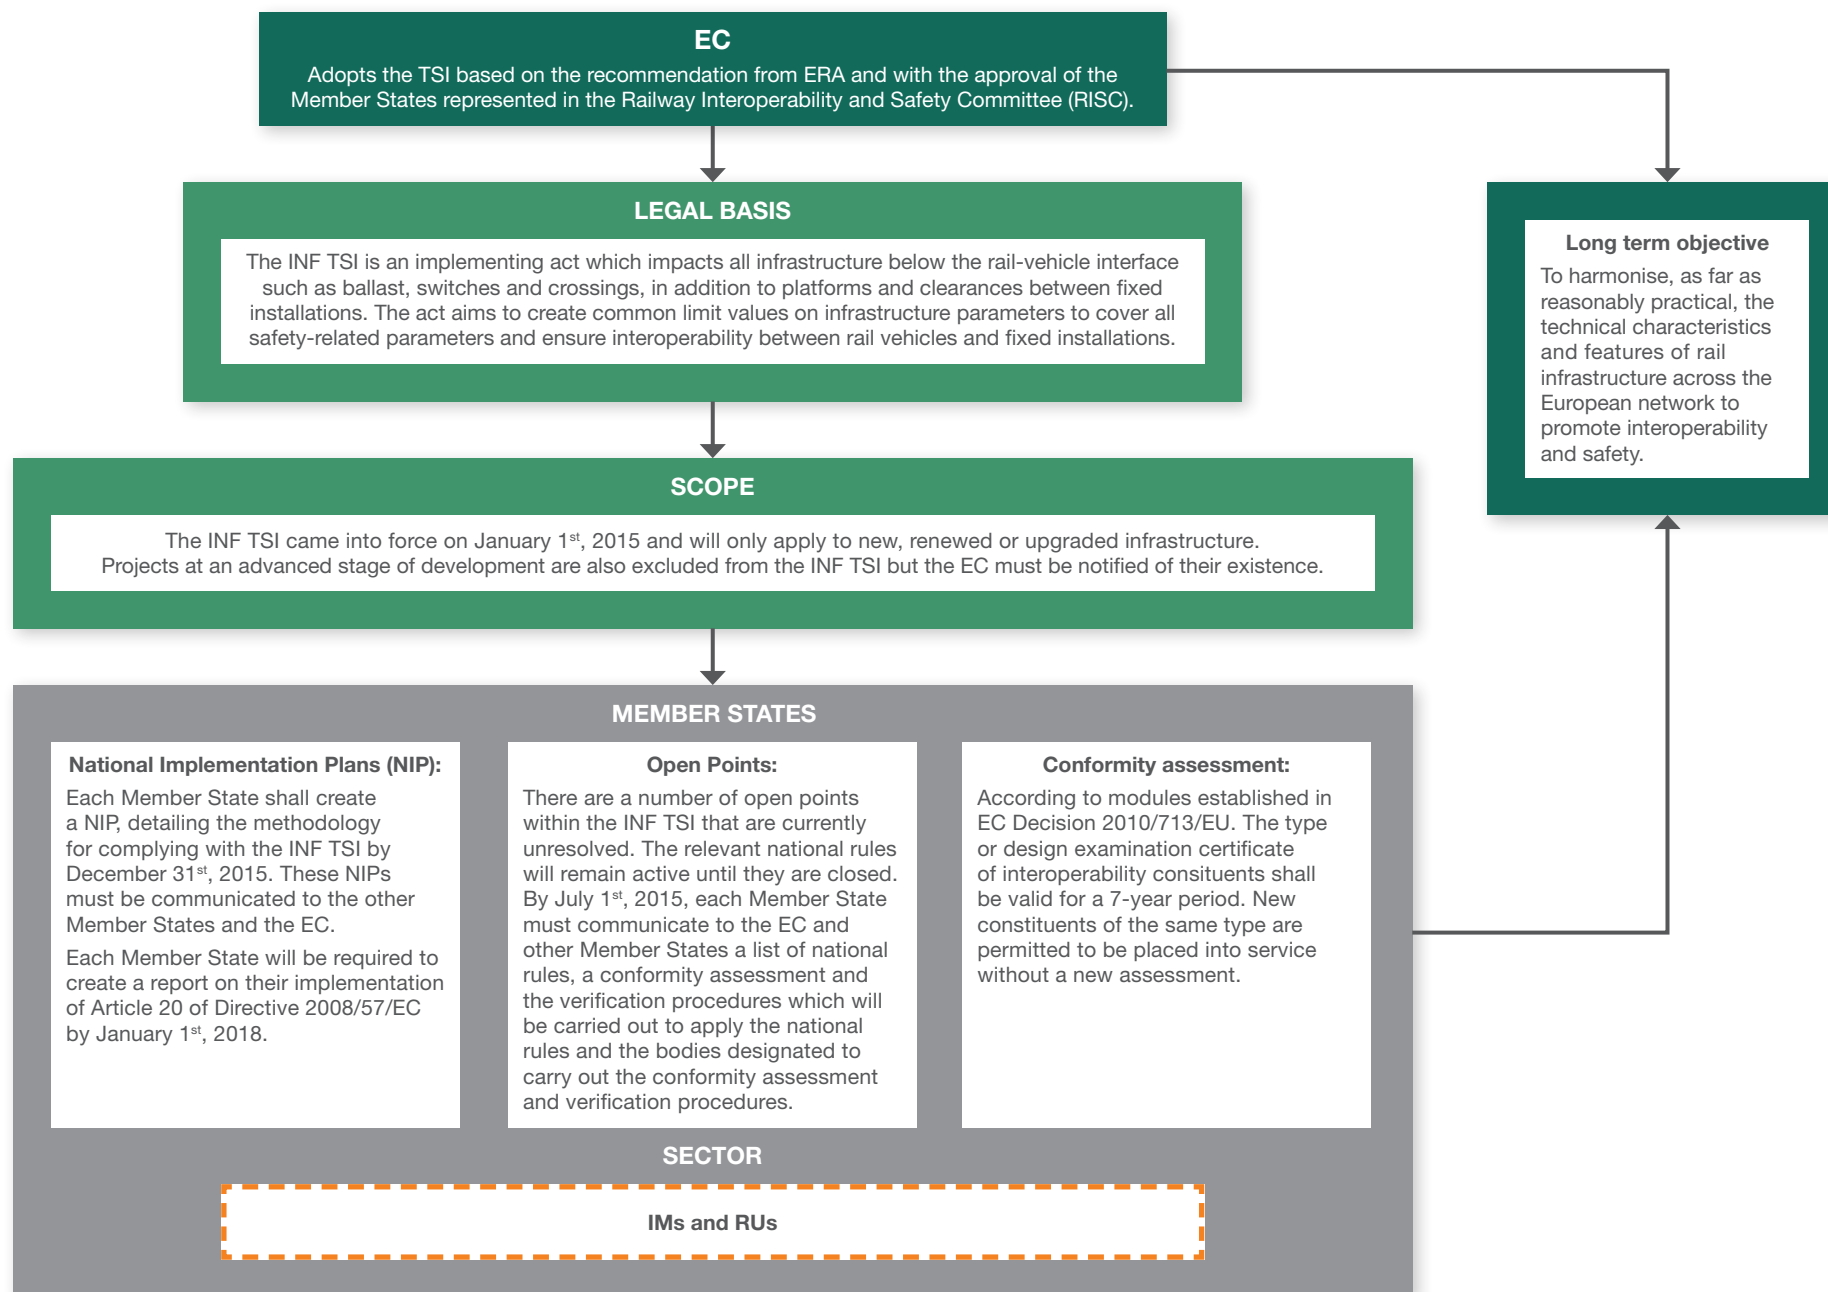 EC
Adopts the TSI based on the recommendation from ERA and with the approval of the
Member States represented in the Railway Interoperability and Safety Committee (RISC).
LEGAL BASIS
The INF TSI is an implementing act which impacts all infrastructure below the rail-vehicle interface
such as ballast, switches and crossings, in addition to platforms and clearances between fixed
installations. The act aims to create common limit values on infrastructure parameters to cover all
safety-related parameters and ensure interoperability between rail vehicles and fixed installations.
Long term objective
To harmonise, as far as
reasonably practical, the
technical characteristics
and features of rail
infrastructure across the
European network to
promote interoperability
and safety.
SCOPE
The INF TSI came into force on January 1st, 2015 and will only apply to new, renewed or upgraded infrastructure.
Projects at an advanced stage of development are also excluded from the INF TSI but the EC must be notified of their existence.
MEMBER STATES
National Implementation Plans (NIP):
Each Member State shall create
a NIP, detailing the methodology
for complying with the INF TSI by
December 31st, 2015. These NIPs
must be communicated to the other
Member States and the EC.
Each Member State will be required to
create a report on their implementation
of Article 20 of Directive 2008/57/EC
by January 1st, 2018.
Open Points:
There are a number of open points
within the INF TSI that are currently
unresolved. The relevant national rules
will remain active until they are closed.
By July 1st, 2015, each Member State
must communicate to the EC and
other Member States a list of national
rules, a conformity assessment and
the verification procedures which will
be carried out to apply the national
rules and the bodies designated to
carry out the conformity assessment
and verification procedures.
Conformity assessment:
According to modules established in
EC Decision 2010/713/EU. The type
or design examination certificate
of interoperability consituents shall
be valid for a 7-year period. New
constituents of the same type are
permitted to be placed into service
without a new assessment.
SECTOR
IMs and RUs